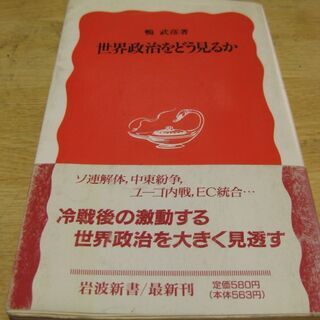 鴨 武彦著
世界政治をどう見るか
ソ連解体,中東紛争,
ユーゴ内戦,EC統合…
冷戦後の激動する
世界政治を大きく見透す
岩波新書/最新刊
定価580円
(本体563円)